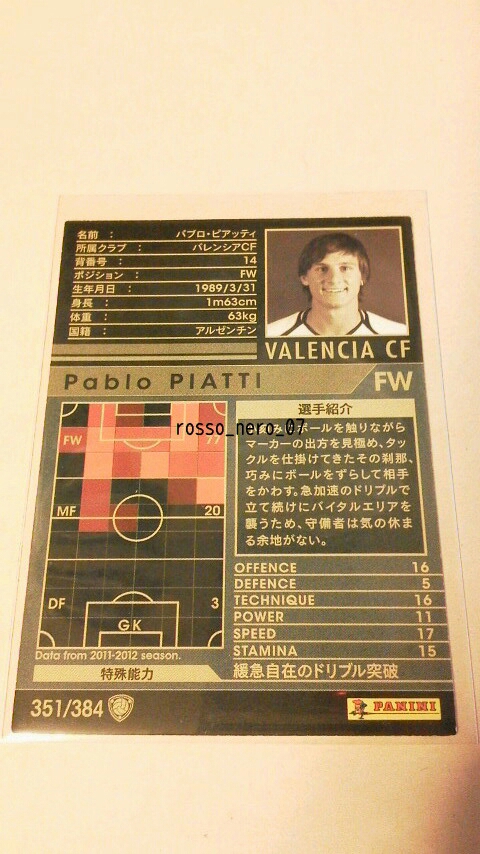 名前 : パブロ・ピアッティ
所属クラブ : バレンシアCF
背番号 : 14
ポジション : FW
生年月日 : 1989/3/31
身長 : 1m63cm
体重 : 63kg
国籍 : アルゼンチン
VALENCIA CF
Pablo PIATTI
FW
選手紹介
ボールを触りながら
マーカーの出方を見極め、タッ
クルを仕掛けてきたその刹那、
巧みにボールをずらして相手
をかわす。急加速のドリブルで
立て続けにバイタルエリアを
襲うため、守備者は気の休ま
る余地がない。
rosso_nero_07
FW 77
MF 20
DF 3
GK
Data from 2011-2012 season.
OFFENCE 16
DEFENCE 5
TECHNIQUE 16
POWER 11
SPEED 17
STAMINA 15
特殊能力
緩急自在のドリブル突破
351/384
PANINI